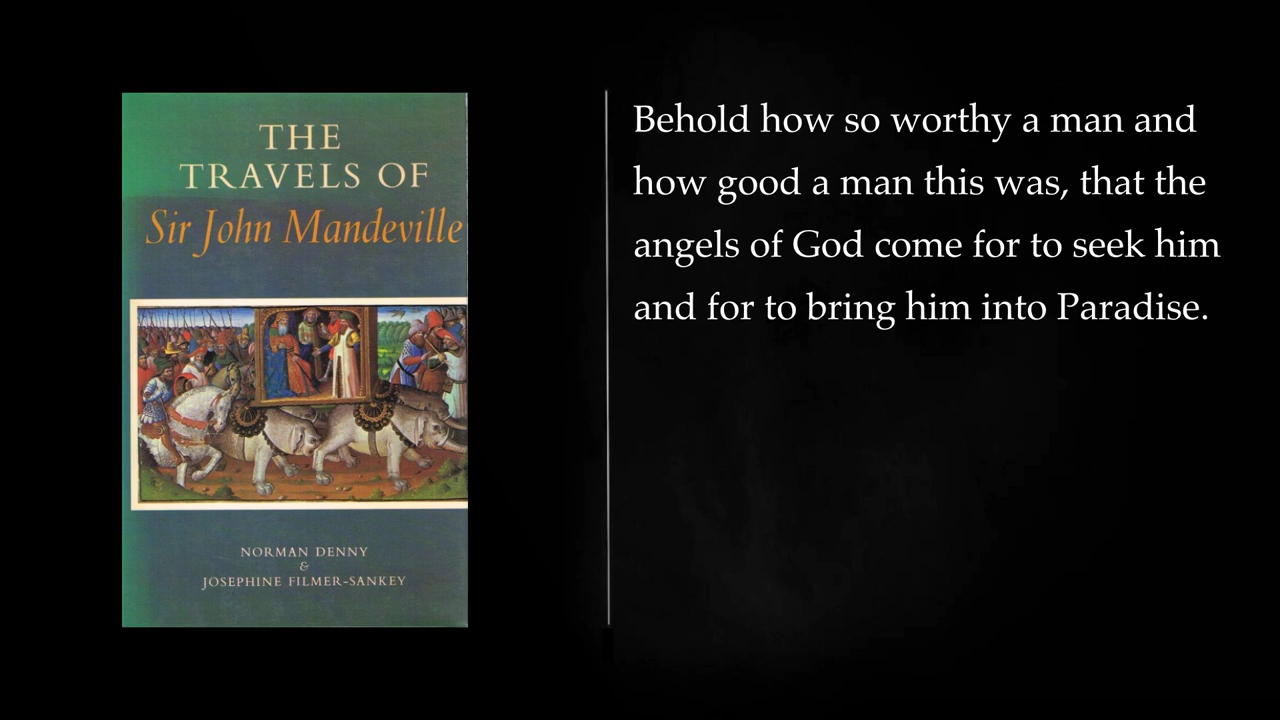 THE
TRAVELS OF
Sir John Mandeville
NORMAN DENNY
&
JOSEPHINE FILMER-SANKEY
Behold how so worthy a man and
how good a man this was, that the
angels of God come for to seek him
and for to bring him into Paradise.